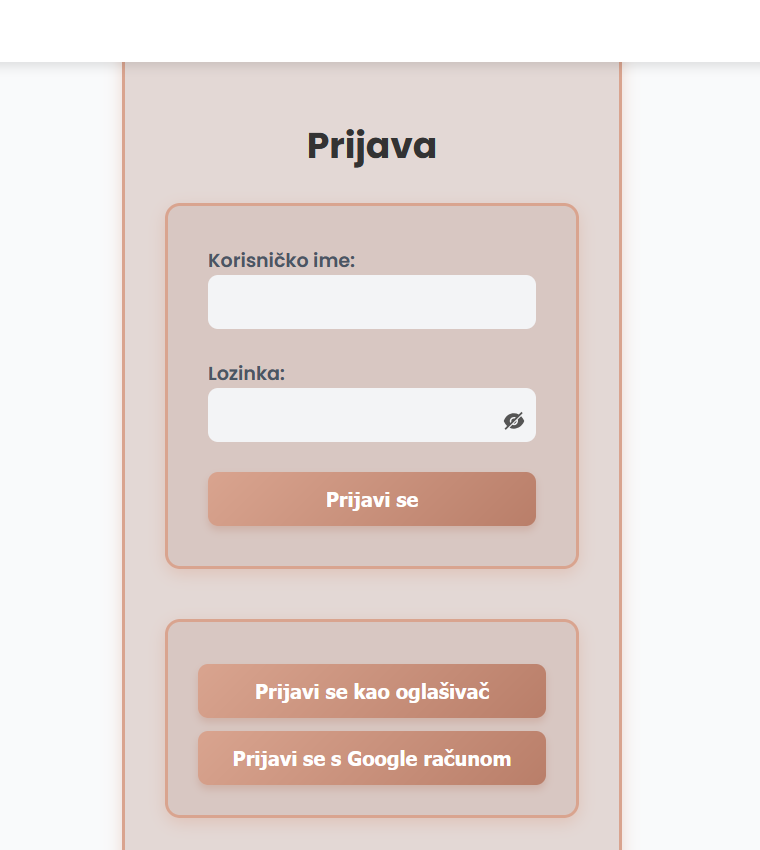 Prijava
Korisničko ime:
Lozinka:
Prijavi se
Prijavi se kao oglašivač
Prijavi se s Google računom